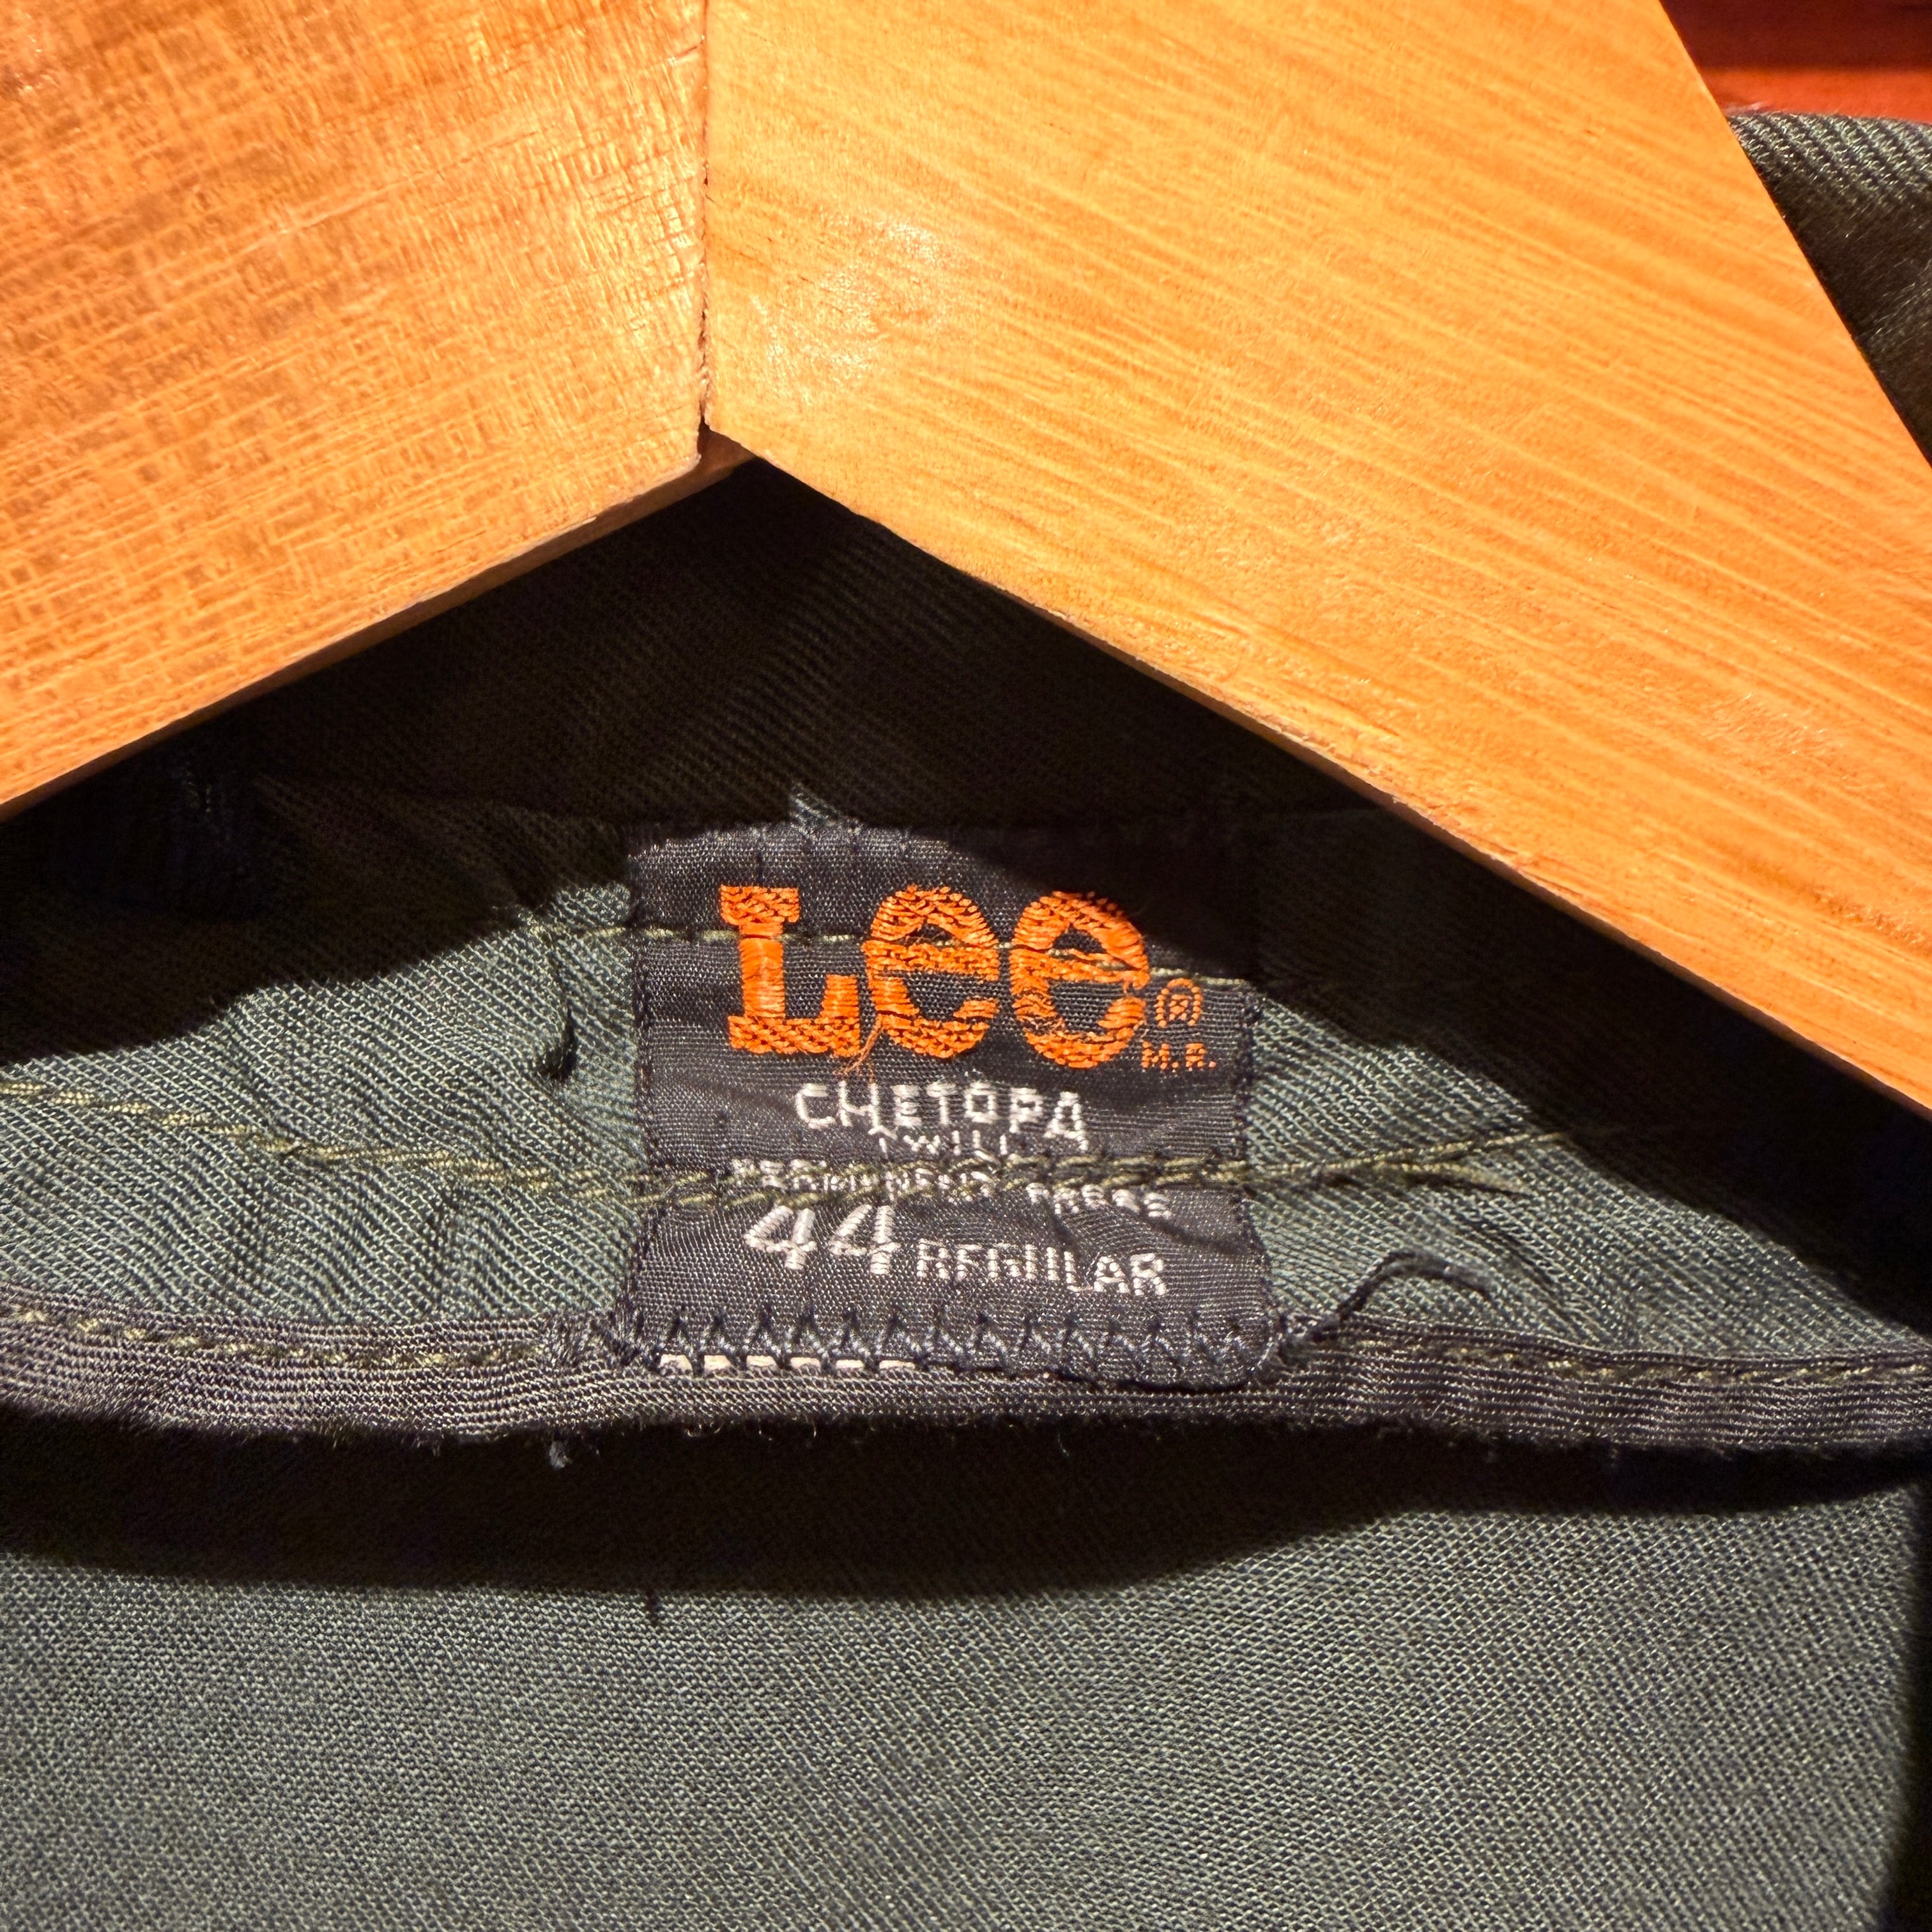 Lee®
M.R.
CHETOPA
TWILL
PERMANENT PRESS
44 REGULAR